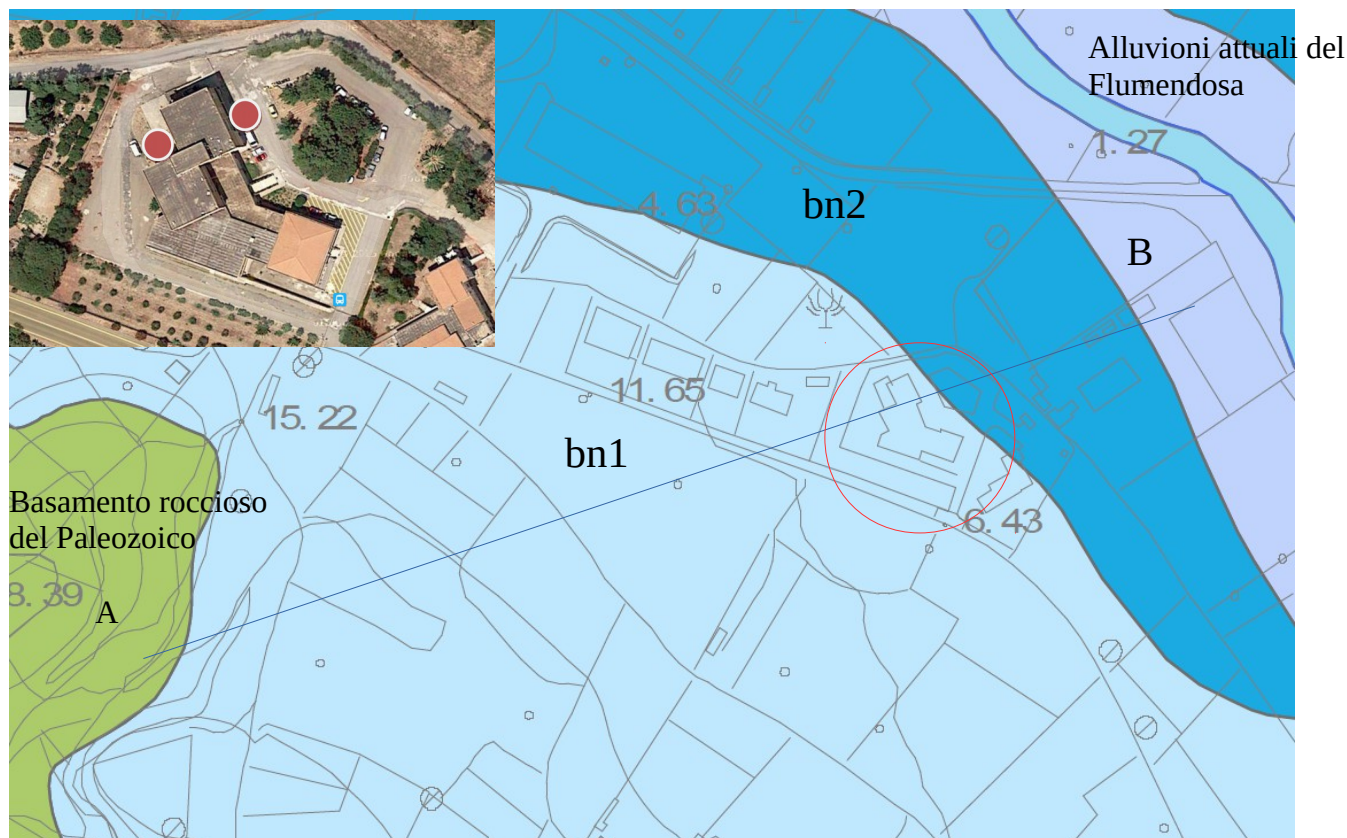 Alluvioni attuali del
Flumendosa
1. 27
bn2
4. 63
B
11. 65
15. 22
bn1
Basamento roccioso
del Paleozoico
6. 43
8. 39
A